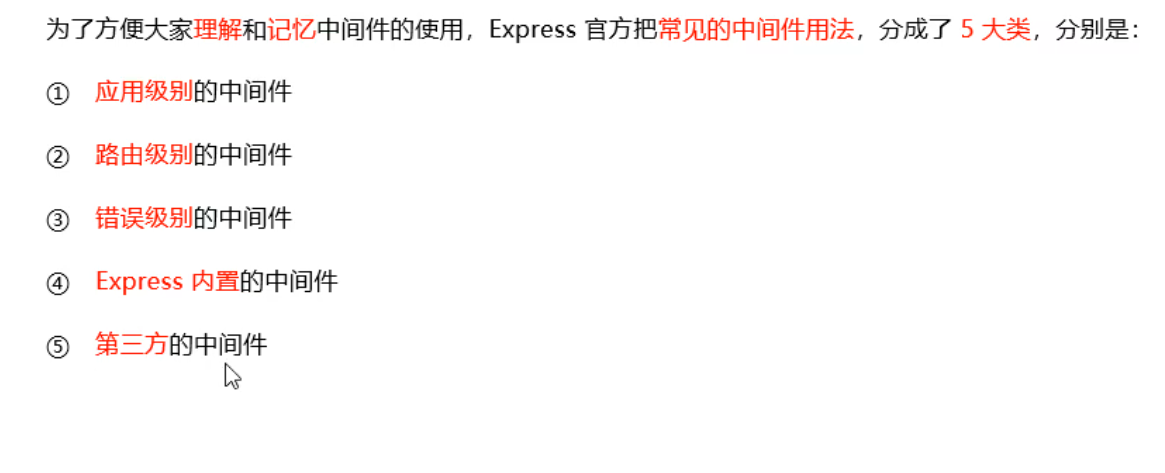 为了方便大家理解和记忆中间件的使用，Express 官方把常见的中间件用法，分成了 5 大类，分别是：
① 应用级别的中间件
② 路由级别的中间件
③ 错误级别的中间件
④ Express 内置的中间件
⑤ 第三方的中间件